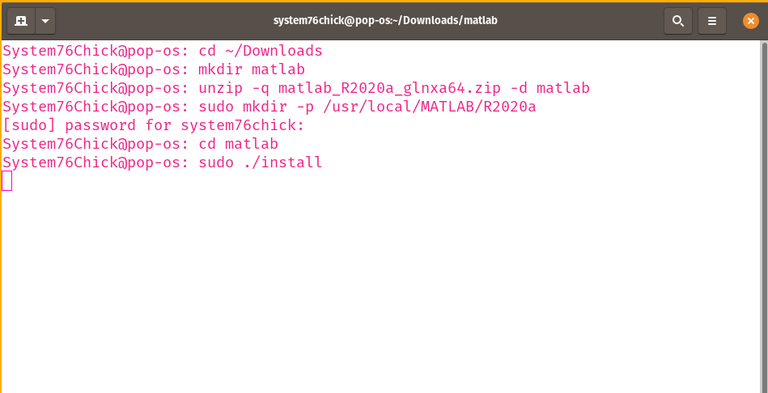 system76chick@pop-os:~/Downloads/matlab
System76Chick@pop-os: cd ~/Downloads
System76Chick@pop-os: mkdir matlab
System76Chick@pop-os: unzip -q matlab_R2020a_glnxa64.zip -d matlab
System76Chick@pop-os: sudo mkdir -p /usr/local/MATLAB/R2020a
[sudo] password for system76chick:
System76Chick@pop-os: cd matlab
System76Chick@pop-os: sudo ./install